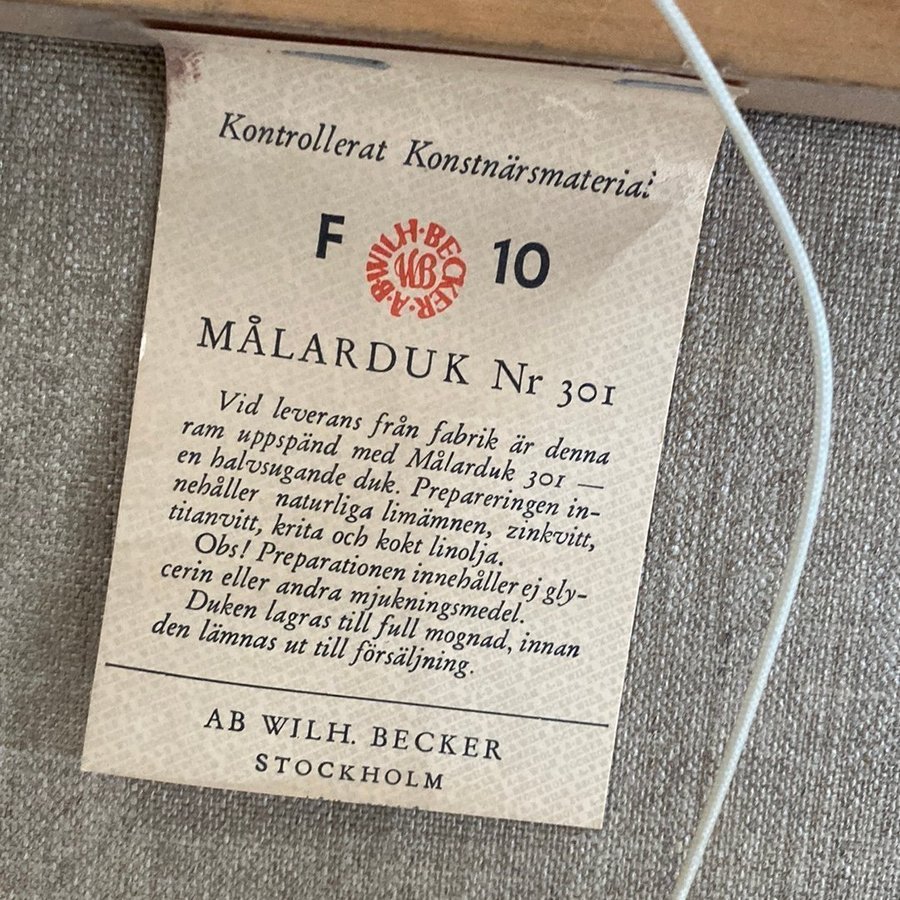 Kontrollerat Konstnärsmaterial
F 10
A·B·WILH·BECKER·
WB
MÅLARDUK Nr 301
Vid leverans från fabrik är denna
ram uppspänd med Målarduk 301 —
en halvsugande duk. Prepareringen in-
nehåller naturliga limämnen, zinkvitt,
titanvitt, krita och kokt linolja.
Obs! Preparationen innehåller ej gly-
cerin eller andra mjukningsmedel.
Duken lagras till full mognad, innan
den lämnas ut till försäljning.
AB WILH. BECKER
STOCKHOLM